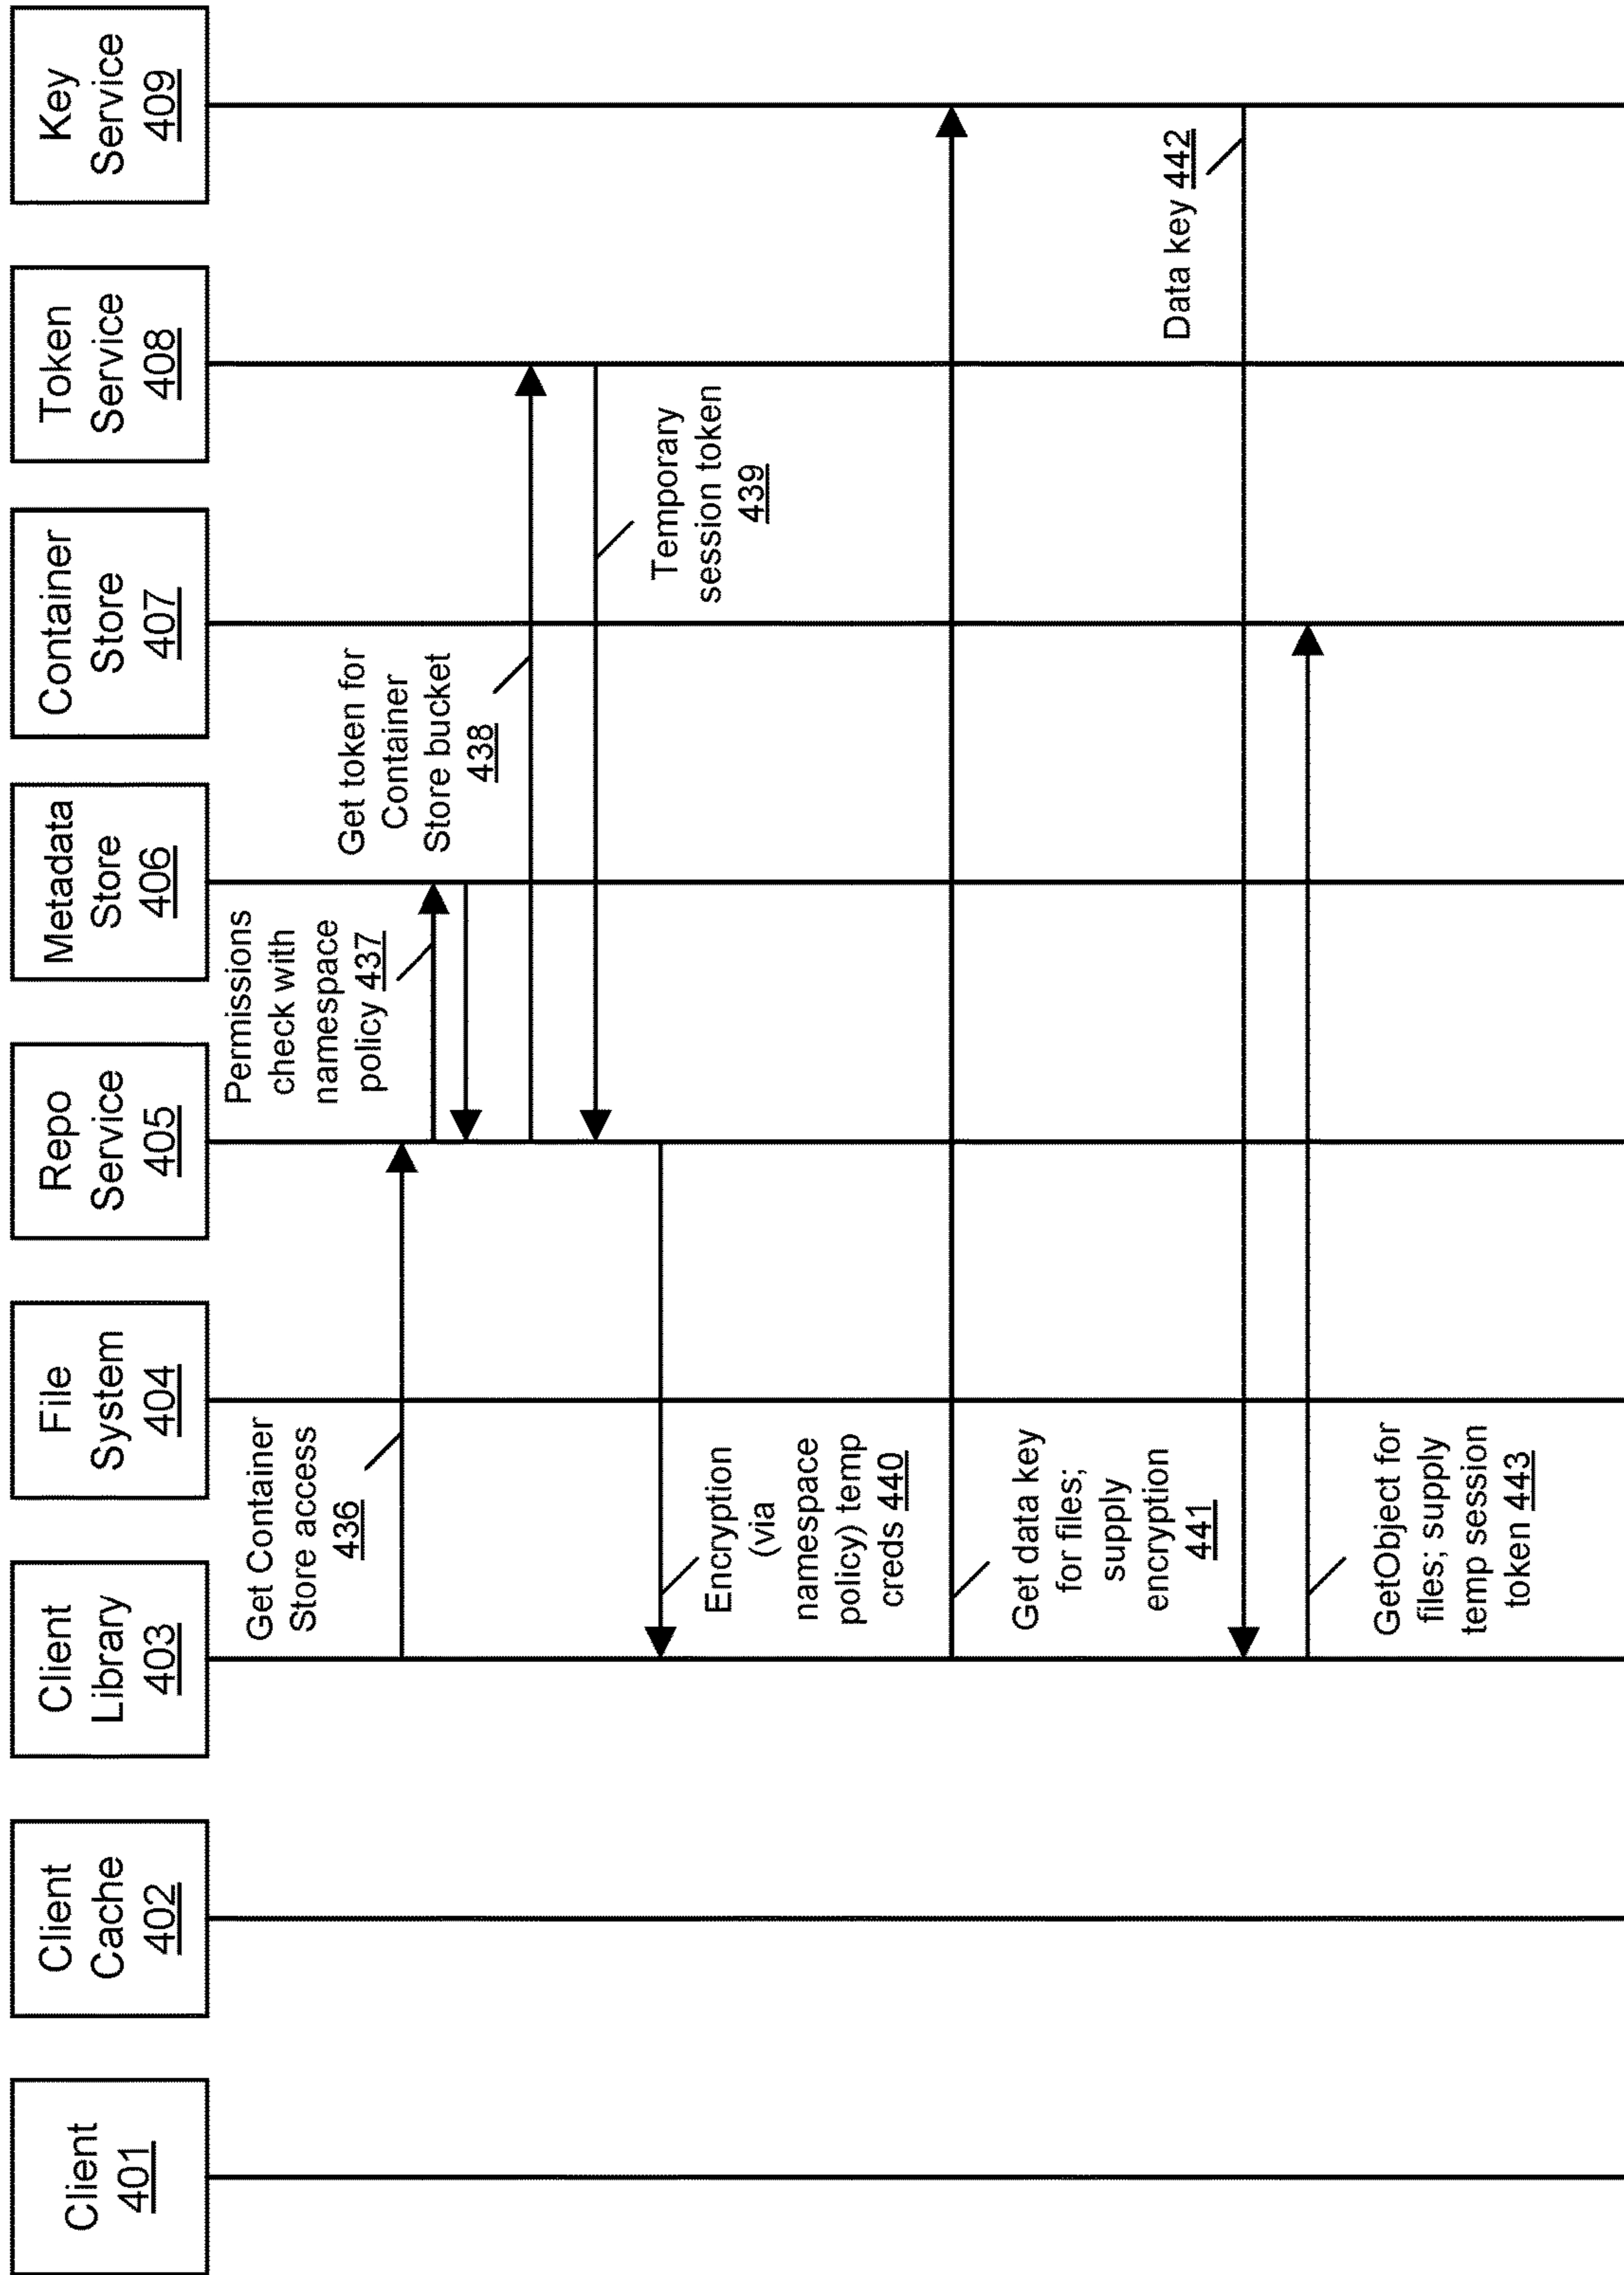 Client
401
Client
Cache
402
Client
Library
403
File
System
404
Repo
Service
405
Metadata
Store
406
Container
Store
407
Token
Service
408
Key
Service
409
Get Container
Store access
436
Permissions
check with
namespace
policy 437
Get token for
Container
Store bucket
438
Temporary
session token
439
Encryption
(via
namespace
policy) temp
creds 440
Get data key
for files;
supply
encryption
441
Data key 442
GetObject for
files; supply
temp session
token 443